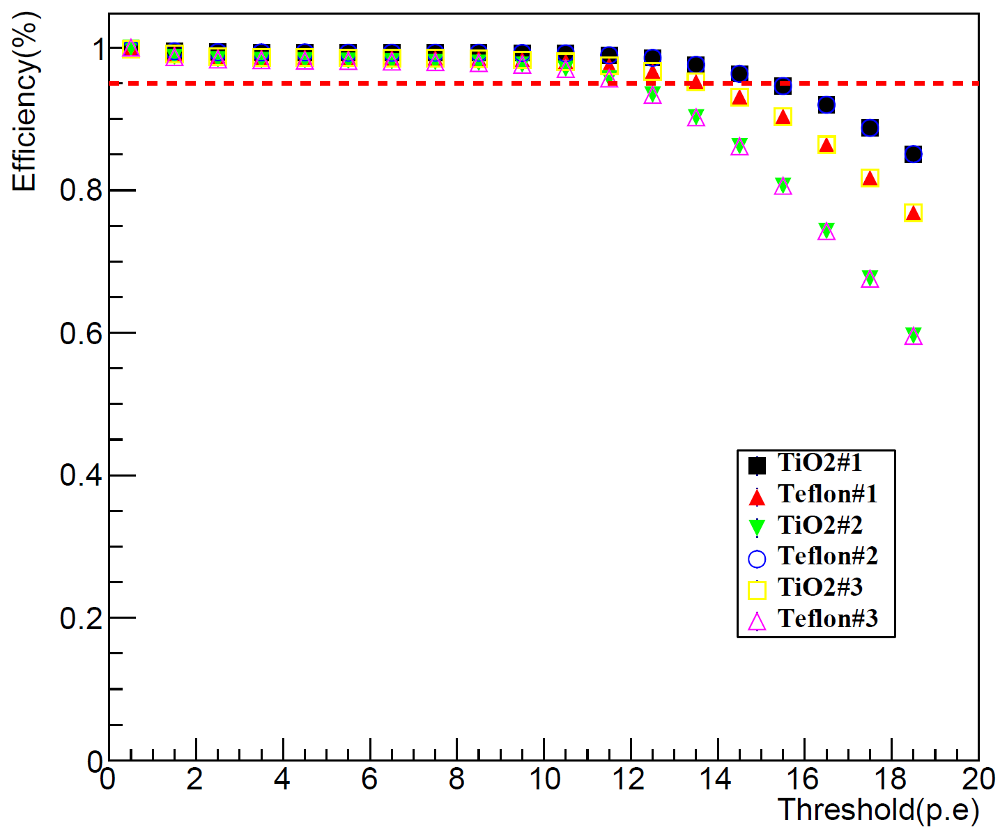 Efficiency(%)
1
0.8
0.6
0.4
0.2
0
TiO2#1
Teflon#1
TiO2#2
Teflon#2
TiO2#3
Teflon#3
0 2 4 6 8 10 12 14 16 18 20
Threshold(p.e)